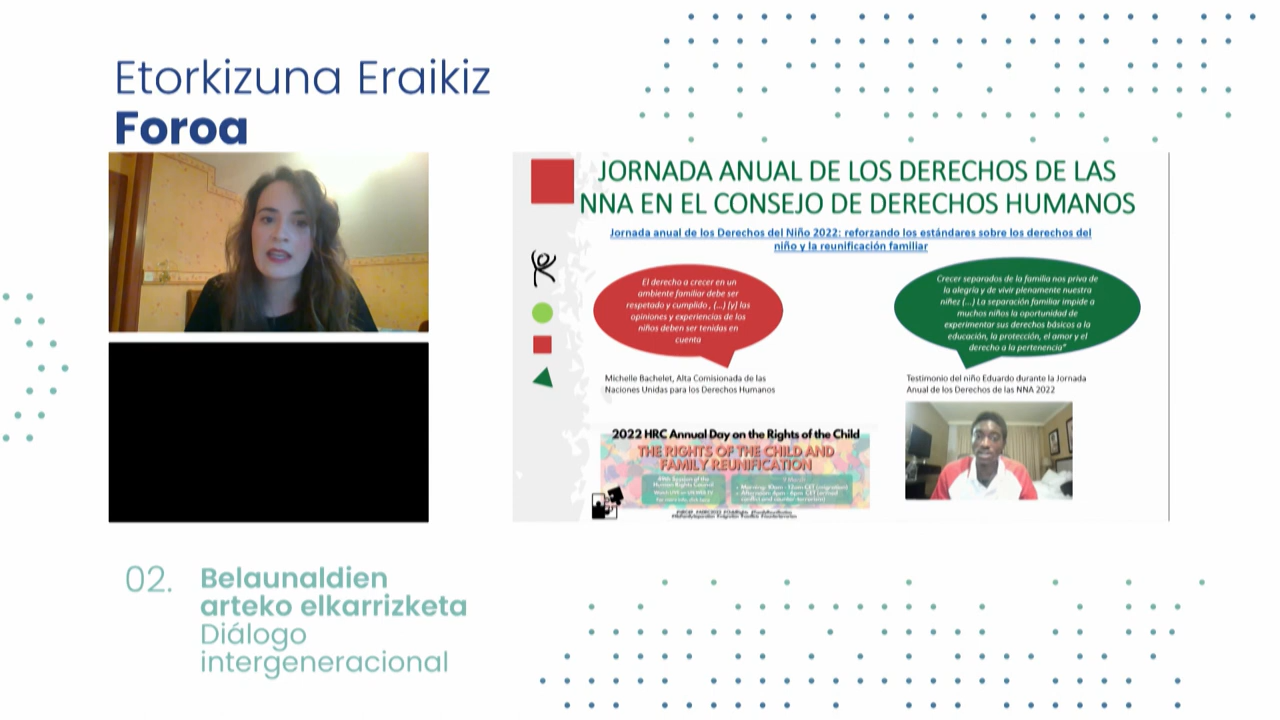 Etorkizuna Eraikiz
Foroa
JORNADA ANUAL DE LOS DERECHOS DE LAS
NNA EN EL CONSEJO DE DERECHOS HUMANOS
Jornada anual de los Derechos del Niño 2022: reforzando los estándares sobre los derechos del
niño y la reunificación familiar
El derecho a crecer en un
ambiente familiar debe ser
respetado y cumplido , (...) [y] las
opiniones y experiencias de los
niños deben ser tenidas en
cuenta
Michelle Bachelet, Alta Comisionada de las
Naciones Unidas para los Derechos Humanos
Crecer separados de la familia nos priva de
la alegría y de vivir plenamente nuestra
niñez (...) La separación familiar impide a
muchos niños la oportunidad de
experimentar sus derechos básicos a la
educación, la protección, el amor y el
derecho a la pertenencia"
Testimonio del niño Eduardo durante la Jornada
Anual de los Derechos de las NNA 2022
2022 HRC Annual Day on the Rights of the Child
THE RIGHTS OF THE CHILD AND
FAMILY REUNIFICATION
49th Session of the
Human Rights Council
02.
Belaunaldien
arteko elkarrizketa
Diálogo
intergeneracional